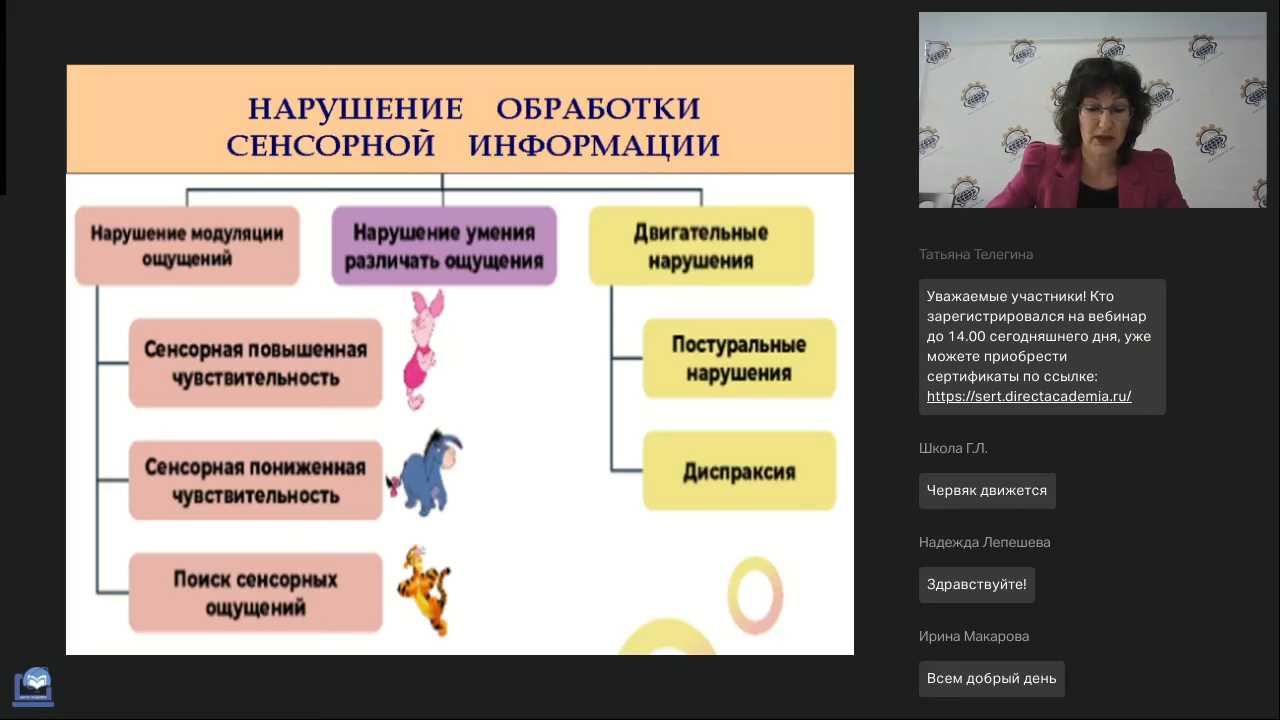 НАРУШЕНИЕ ОБРАБОТКИ
СЕНСОРНОЙ ИНФОРМАЦИИ
Нарушение модуляции
ощущений
Нарушение умения
различать ощущения
Двигательные
нарушения
Сенсорная повышенная
чувствительность
Сенсорная пониженная
чувствительность
Поиск сенсорных
ощущений
Постуральные
нарушения
Диспраксия
Татьяна Телегина
Уважаемые участники! Кто
зарегистрировался на вебинар
до 14.00 сегодняшнего дня, уже
можете приобрести
сертификаты по ссылке:
https://sert.directacademia.ru/
Школа Г.Л.
Червяк движется
Надежда Лепешева
Здравствуйте!
Ирина Макарова
Всем добрый день